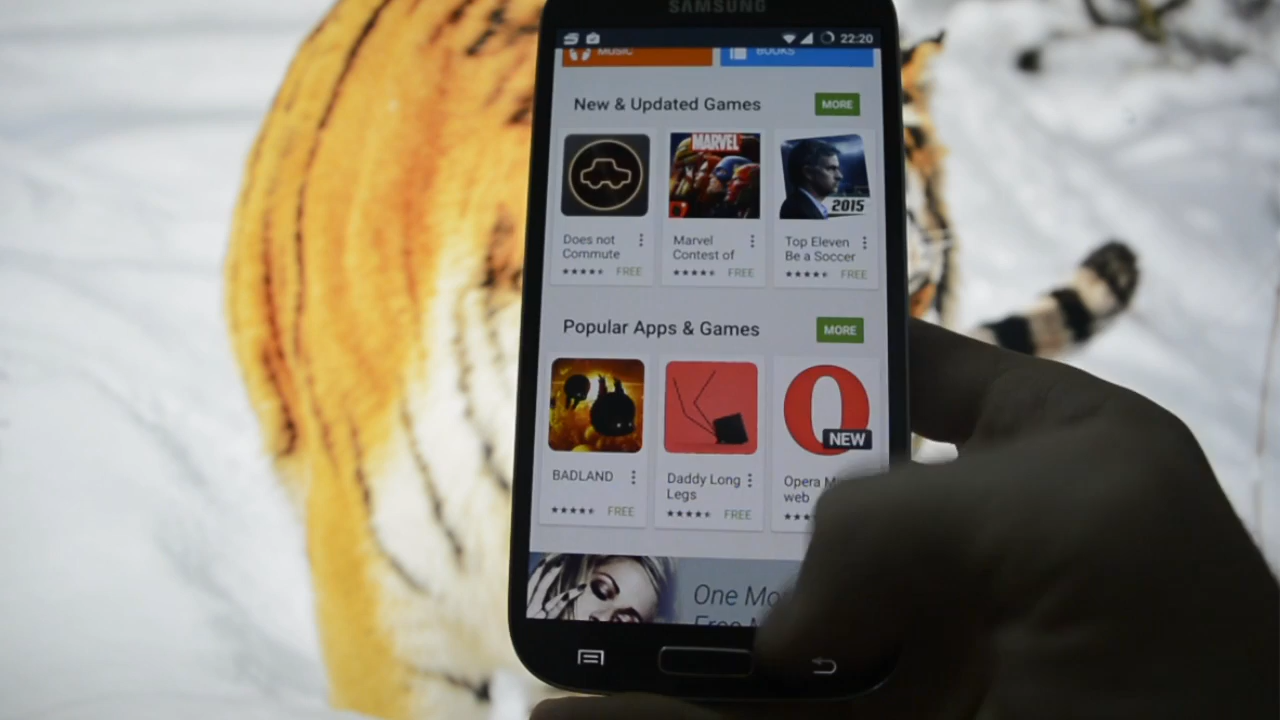 SAMSUNG
22:20
MUSIC
BOOKS
New & Updated Games
MORE
MARVEL
2015
Does not
Commute
FREE
Marvel
Contest of
FREE
Top Eleven
Be a Soccer
FREE
Popular Apps & Games
MORE
NEW
BADLAND
FREE
Daddy Long
Legs
FREE
Opera M
web
One Mo
Free